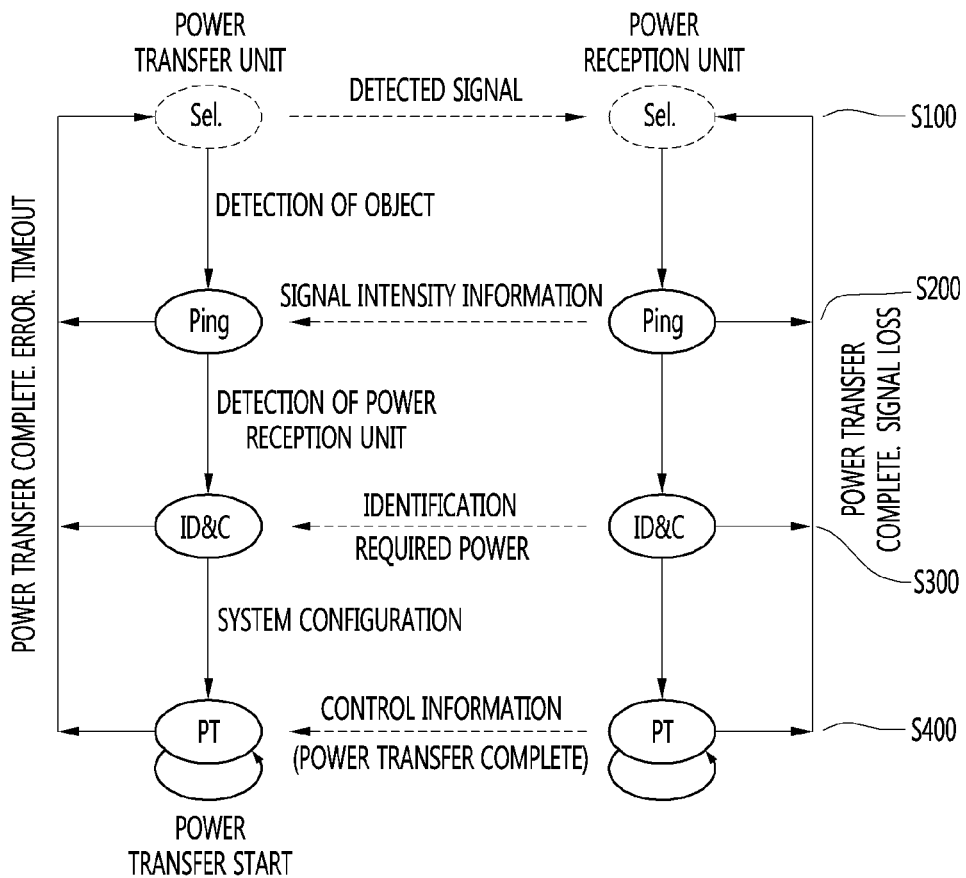 POWER
TRANSFER UNIT
POWER
RECEPTION UNIT
Sel.
DETECTED SIGNAL
Sel.
S100
DETECTION OF OBJECT
Ping
SIGNAL INTENSITY INFORMATION
Ping
S200
DETECTION OF POWER
RECEPTION UNIT
ID&C
IDENTIFICATION
REQUIRED POWER
ID&C
S300
SYSTEM CONFIGURATION
PT
CONTROL INFORMATION
(POWER TRANSFER COMPLETE)
PT
S400
POWER
TRANSFER START
POWER TRANSFER COMPLETE. ERROR. TIMEOUT
POWER TRANSFER
COMPLETE. SIGNAL LOSS